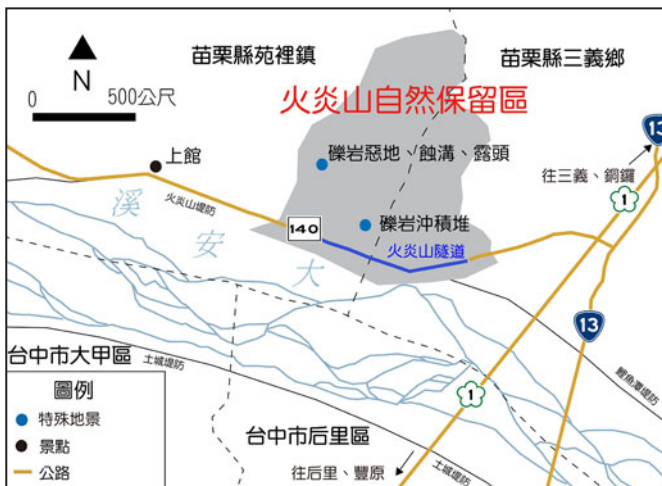 苗栗縣苑裡鎮
苗栗縣三義鄉
N
0
500公尺
火炎山自然保留區
13
上館
礫岩惡地、蝕溝、露頭
往三義、銅鑼
1
火炎山堤防
140
礫岩沖積堆
火炎山隧道
溪
安
大
13
台中市大甲區
土城堤防
鯉魚潭堤防
圖例
特殊地景
景點
公路
1
台中市后里區
往后里、豐原
土城堤防